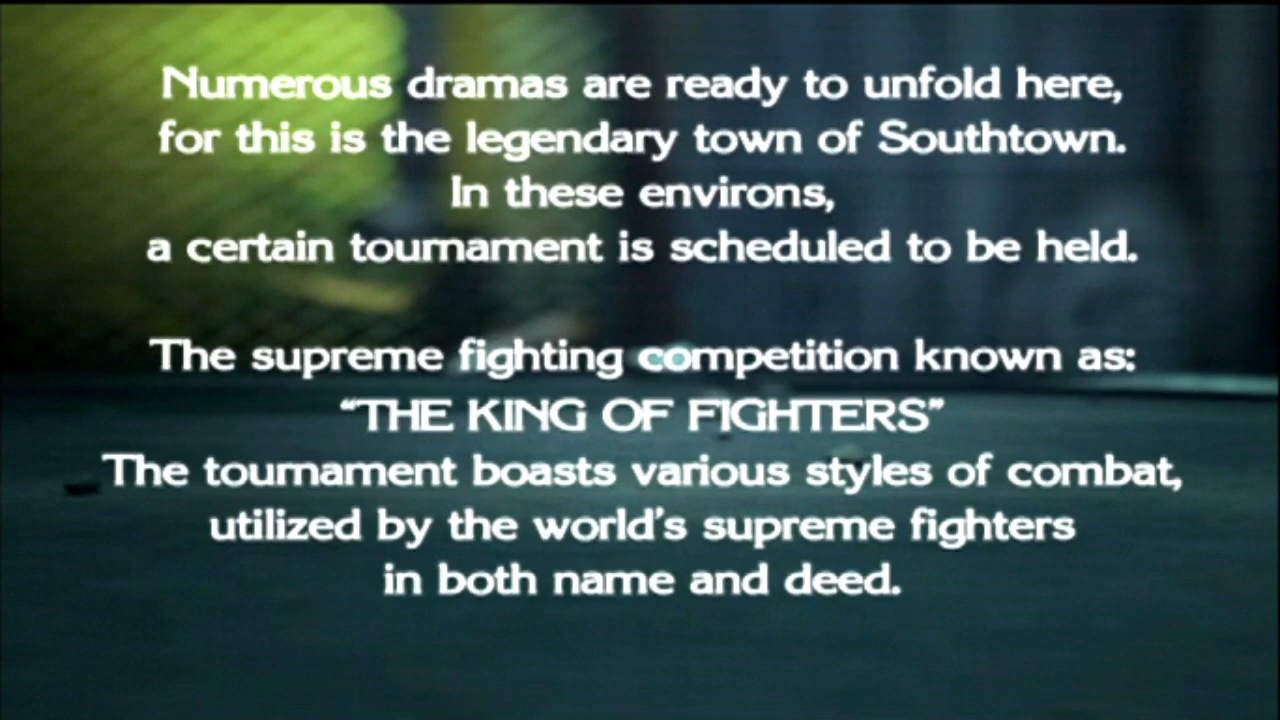 Numerous dramas are ready to unfold here,
for this is the legendary town of Southtown.
In these environs,
a certain tournament is scheduled to be held.
The supreme fighting competition known as:
“THE KING OF FIGHTERS”
The tournament boasts various styles of combat,
utilized by the world’s supreme fighters
in both name and deed.